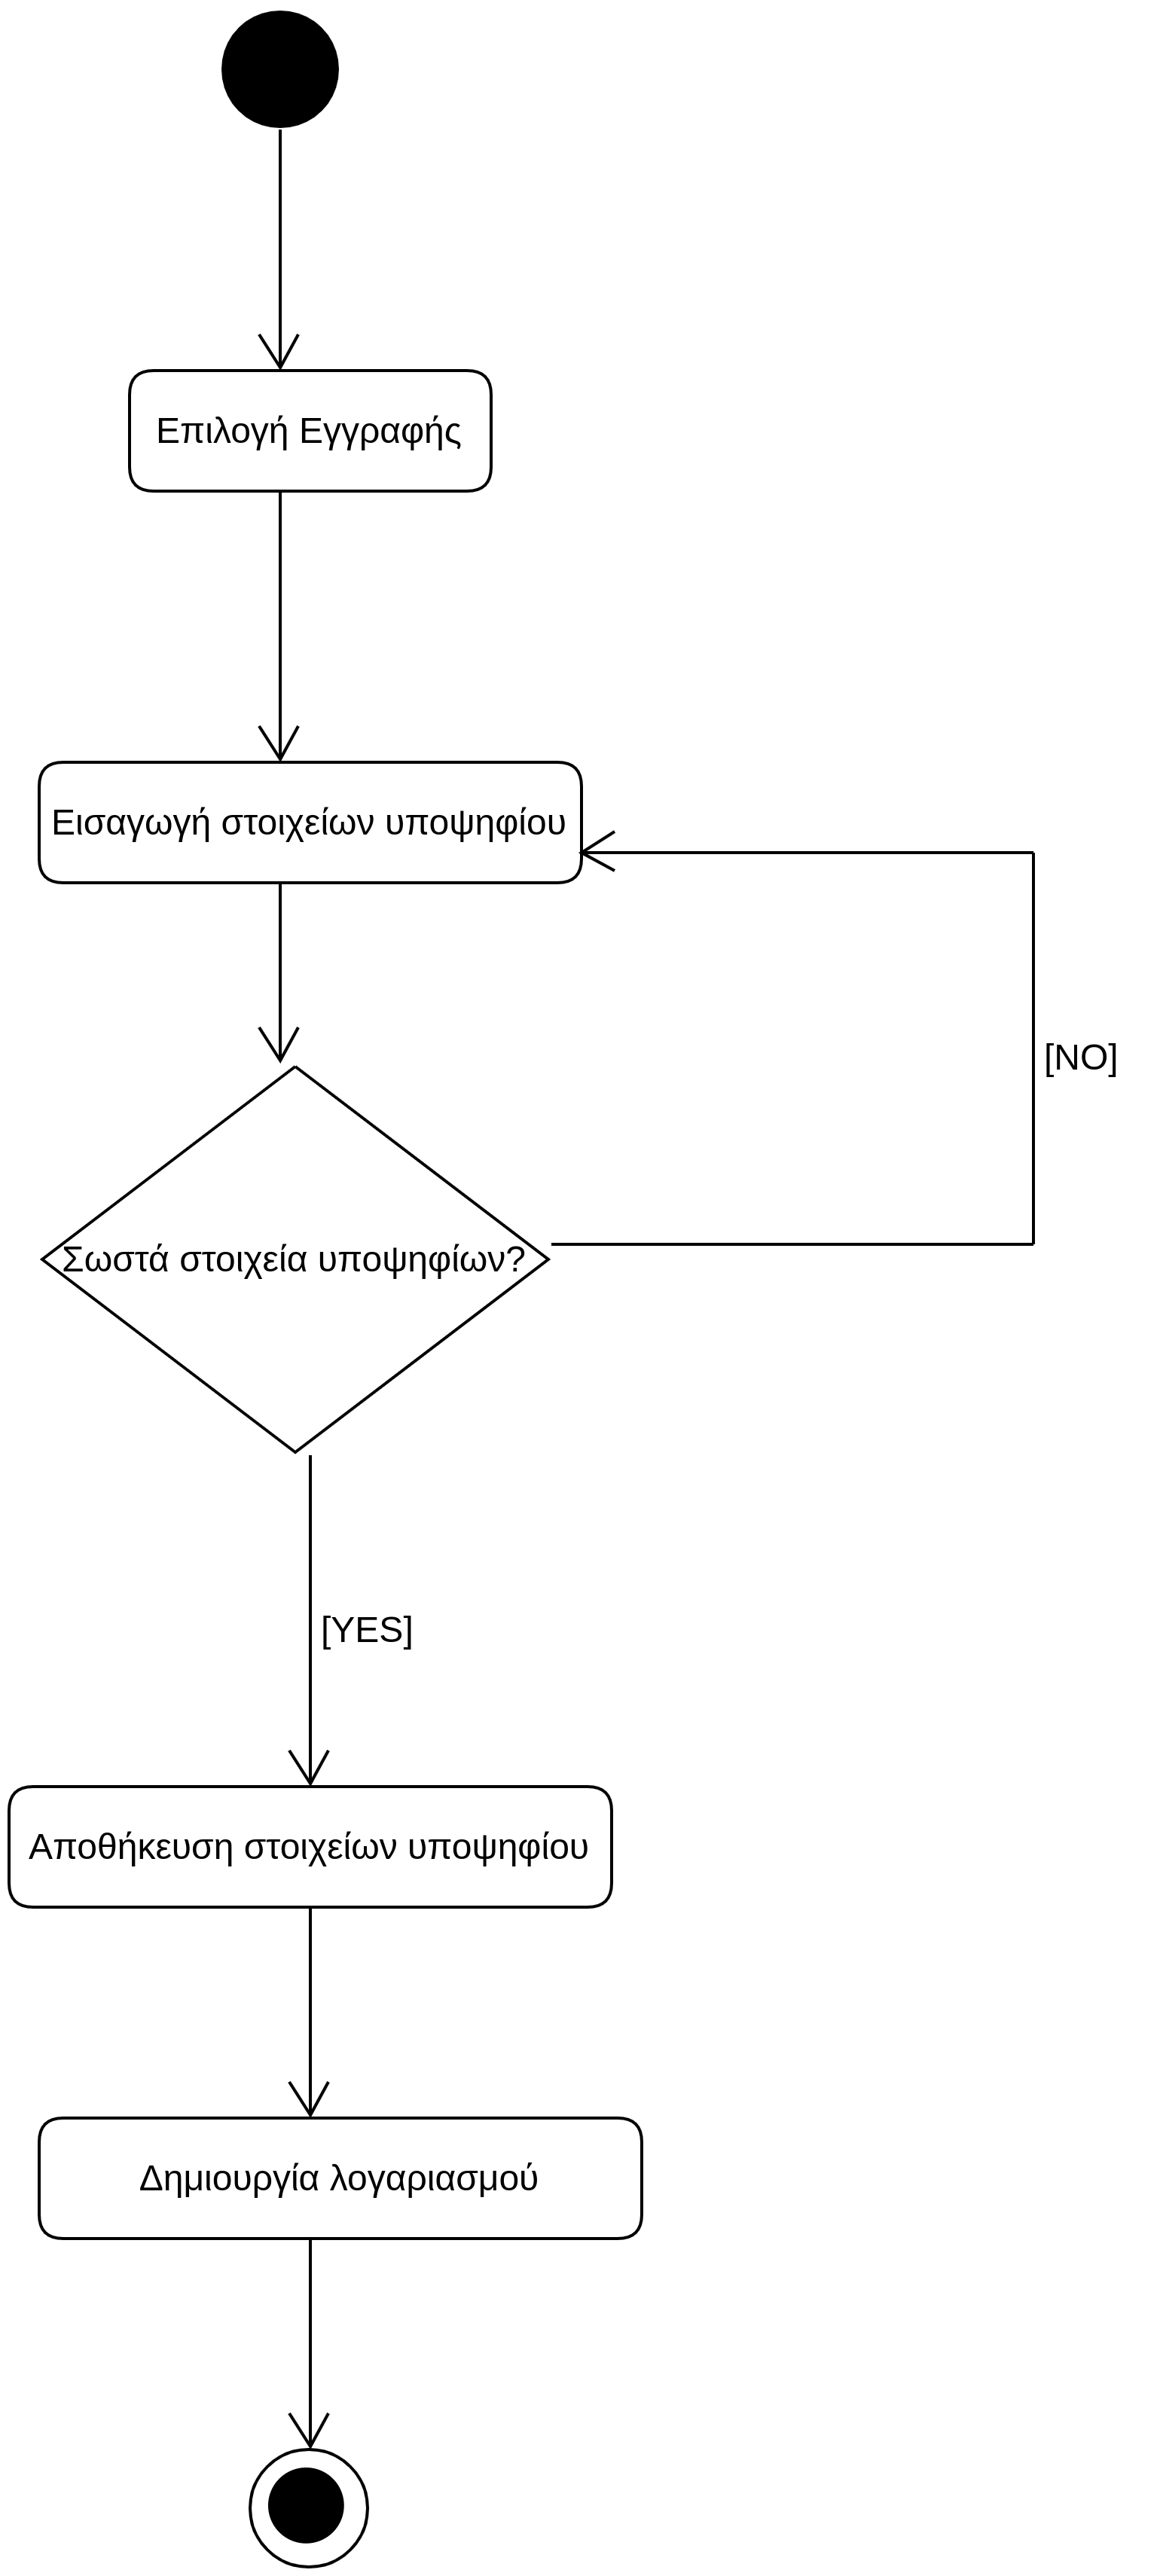 Επιλογή Εγγραφής
Εισαγωγή στοιχείων υποψηφίου
[NO]
Σωστά στοιχεία υποψηφίων?
[YES]
Αποθήκευση στοιχείων υποψηφίου
Δημιουργία λογαριασμού